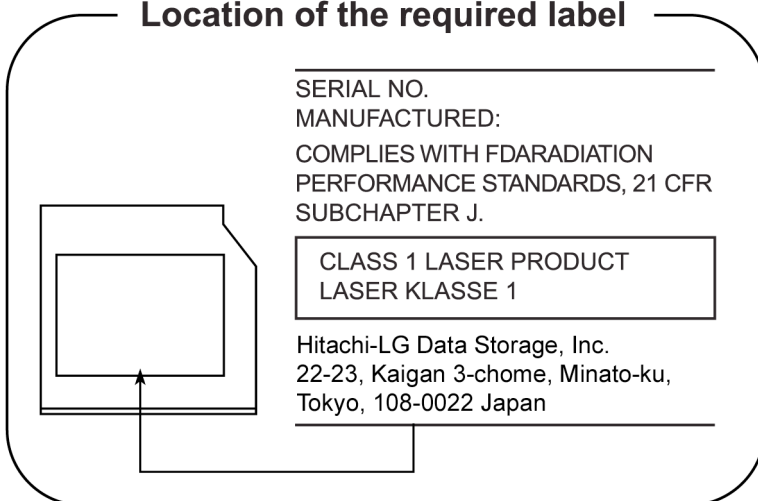 Location of the required label
SERIAL NO.
MANUFACTURED:
COMPLIES WITH FDARADIATION
PERFORMANCE STANDARDS, 21 CFR
SUBCHAPTER J.
CLASS 1 LASER PRODUCT
LASER KLASSE 1
Hitachi-LG Data Storage, Inc.
22-23, Kaigan 3-chome, Minato-ku,
Tokyo, 108-0022 Japan